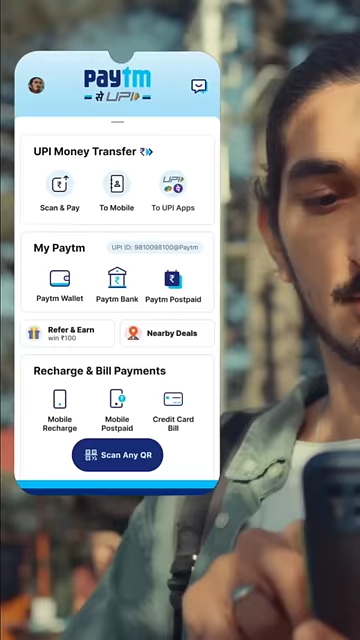 paytm
से UPI
UPI Money Transfer ₹
Scan & Pay
To Mobile
UPI
To UPI Apps
My Paytm
UPI ID: 9810098100@Paytm
Paytm Wallet
Paytm Bank
Paytm Postpaid
Refer & Earn
win ₹100
Nearby Deals
Recharge & Bill Payments
Mobile
Recharge
Mobile
Postpaid
Credit Card
Bill
Scan Any QR